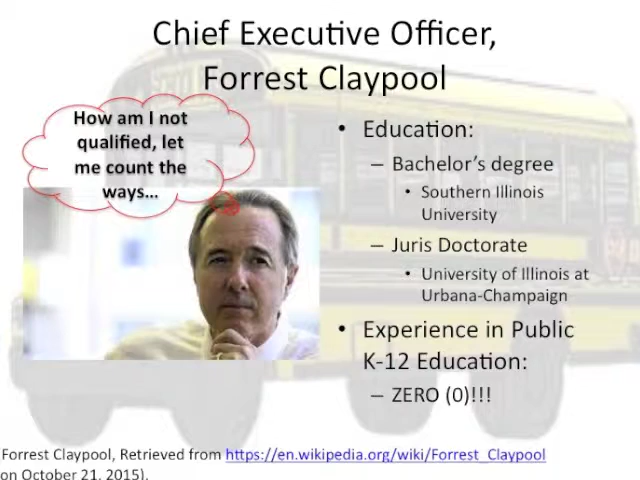 Chief Executive Officer,
Forrest Claypool
How am I not
qualified, let
me count the
ways…
• Education:
– Bachelor’s degree
• Southern Illinois
University
– Juris Doctorate
• University of Illinois at
Urbana-Champaign
• Experience in Public
K-12 Education:
– ZERO (0)!!!
Forrest Claypool, Retrieved from https://en.wikipedia.org/wiki/Forrest_Claypool
on October 21, 2015).